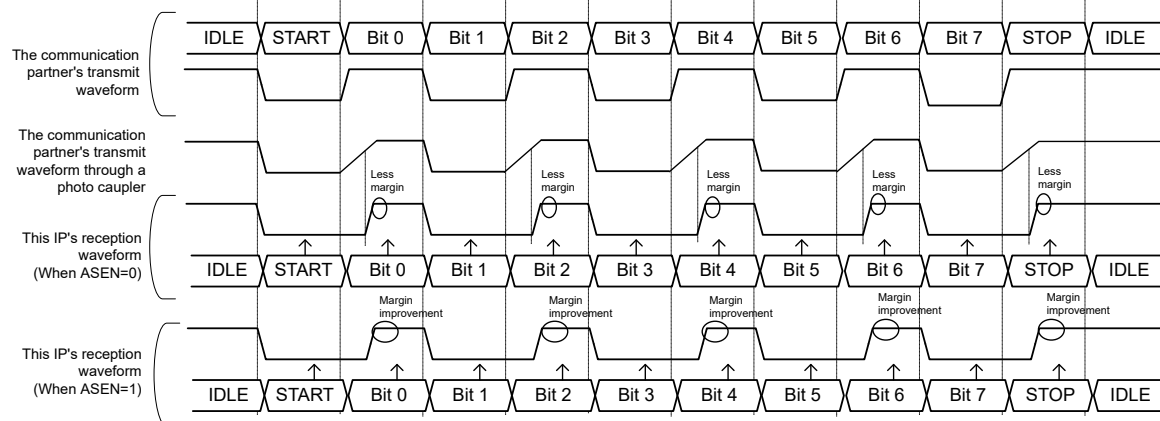 IDLE START Bit 0 Bit 1 Bit 2 Bit 3 Bit 4 Bit 5 Bit 6 Bit 7 STOP IDLE
The communication
partner's transmit
waveform
The communication
partner's transmit
waveform through a
photo caupler
Less
margin
Less
margin
Less
margin
Less
margin
Less
margin
This IP's reception
waveform
(When ASEN=0)
IDLE START Bit 0 Bit 1 Bit 2 Bit 3 Bit 4 Bit 5 Bit 6 Bit 7 STOP IDLE
Margin
improvement
Margin
improvement
Margin
improvement
Margin
improvement
Margin
improvement
This IP's reception
waveform
(When ASEN=1)
IDLE START Bit 0 Bit 1 Bit 2 Bit 3 Bit 4 Bit 5 Bit 6 Bit 7 STOP IDLE